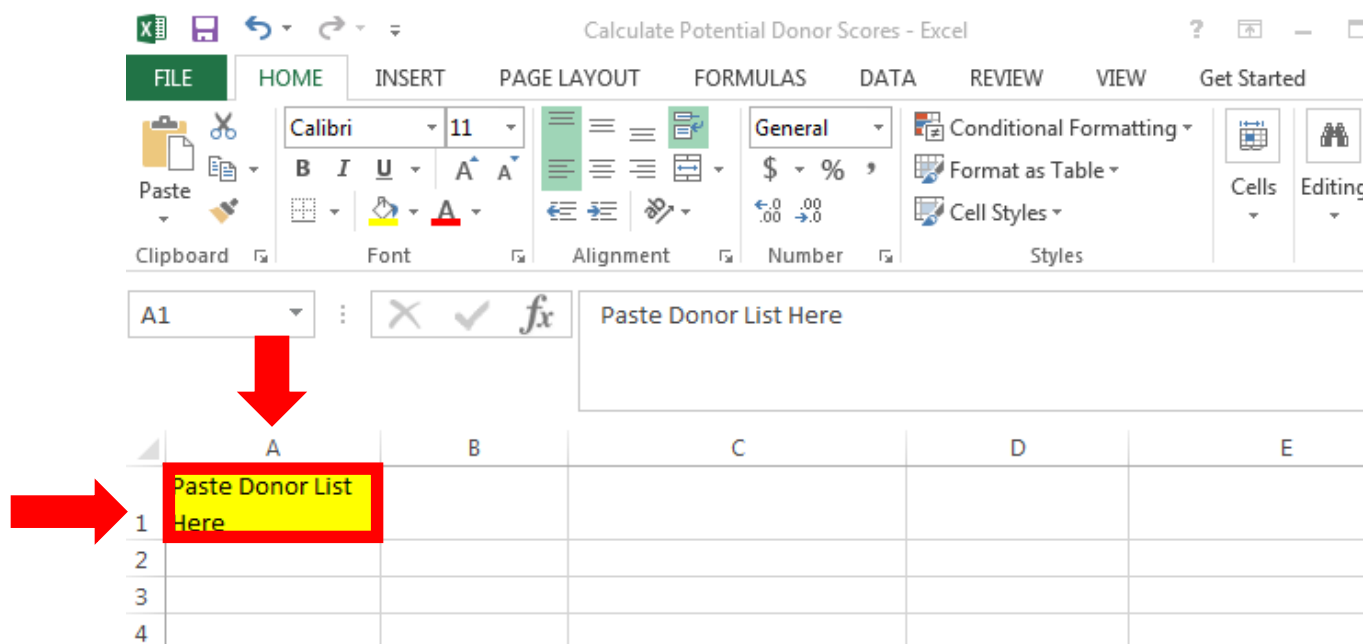 Calculate Potential Donor Scores - Excel
?
FILE HOME INSERT PAGE LAYOUT FORMULAS DATA REVIEW VIEW Get Started
Calibri 11 General Conditional Formatting
Paste B I U A A $ % , Format as Table Cells Editing
A .0 .00 .00 .0 Cell Styles
Clipboard Font Alignment Number Styles
A1 fx Paste Donor List Here
A B C D E
Paste Donor List
1 Here
2
3
4